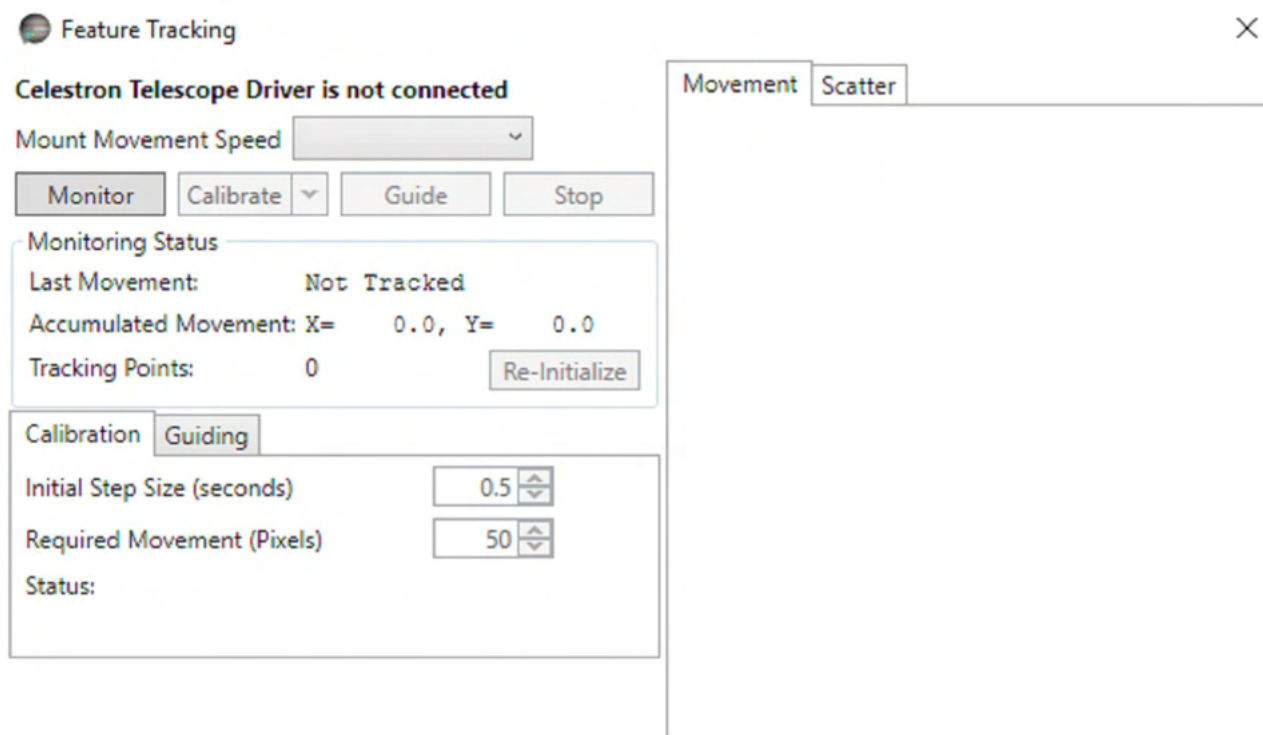 Feature Tracking
Celestron Telescope Driver is not connected
Mount Movement Speed
Monitor Calibrate Guide Stop
Monitoring Status
Last Movement: Not Tracked
Accumulated Movement: X= 0.0, Y= 0.0
Tracking Points: 0 Re-Initialize
Calibration Guiding
Initial Step Size (seconds) 0.5
Required Movement (Pixels) 50
Status:
Movement Scatter